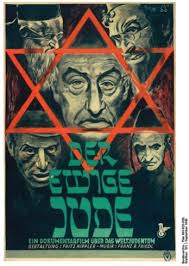 DER
EWIGE
JUDE
EIN DOKUMENTARFILM ÜBER DAS WELTJUDENTUM
GESTALTUNG: FRITZ HIPPLER · MUSIK: FRANZ R. FRIEDL